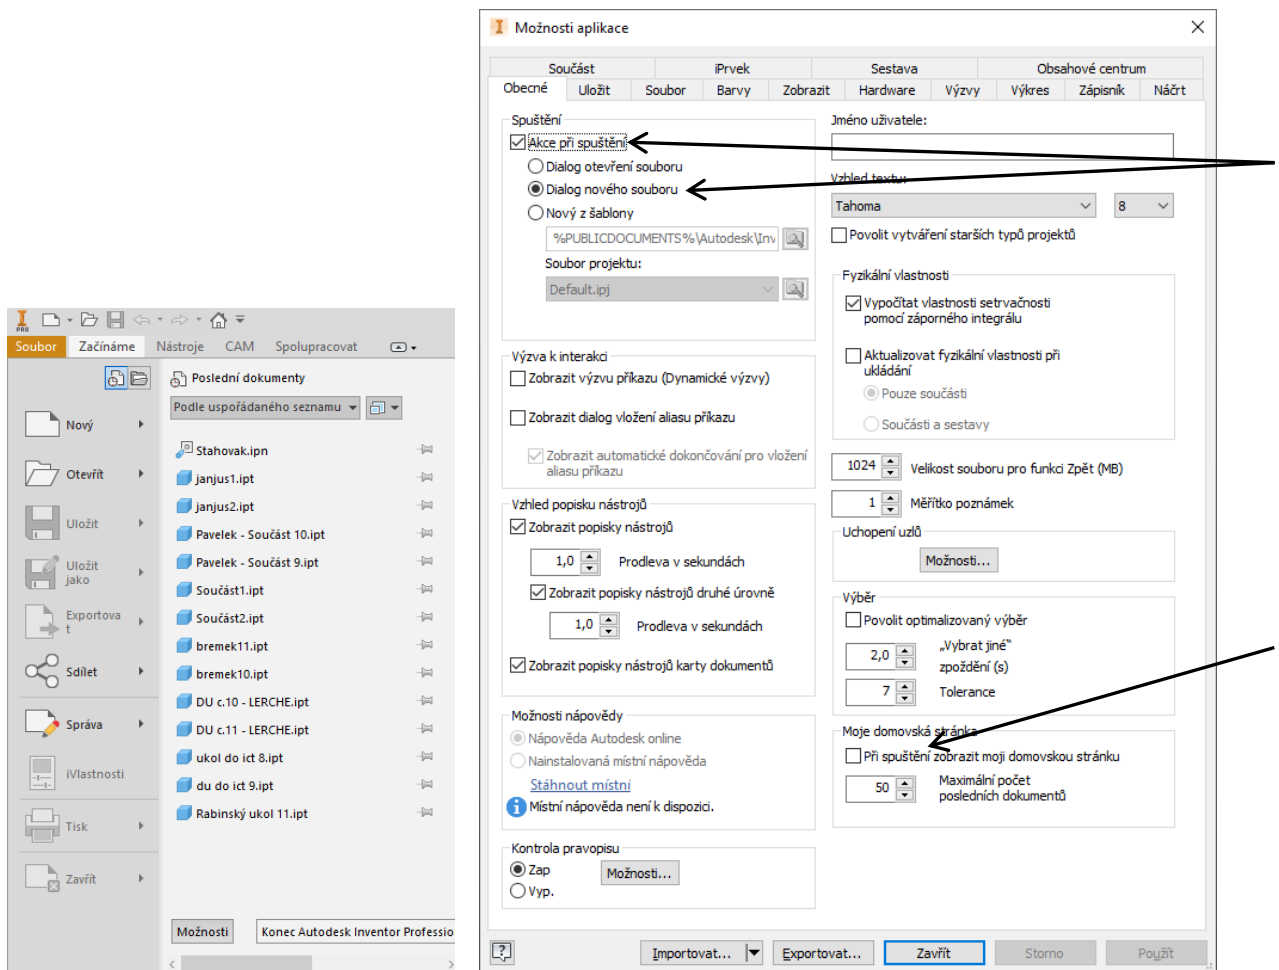 PRO
Soubor
Začínáme
Nástroje
CAM
Spolupracovat
Poslední dokumenty
Podle uspořádaného seznamu
Nový
Otevřít
Uložit
Uložit
jako
Exportova
t
Sdílet
Správa
iVlastnosti
Tisk
Zavřít
Stahovak.ipn
janjus1.ipt
janjus2.ipt
Pavelek - Součást 10.ipt
Pavelek - Součást 9.ipt
Součást1.ipt
Součást2.ipt
bremek11.ipt
bremek10.ipt
DU c.10 - LERCHE.ipt
DU c.11 - LERCHE.ipt
ukol do ict 8.ipt
du do ict 9.ipt
Rabinský ukol 11.ipt
Možnosti
Konec Autodesk Inventor Professio
Možnosti aplikace
Součást
iPrvek
Sestava
Obsahové centrum
Obecné
Uložit
Soubor
Barvy
Zobrazit
Hardware
Výzvy
Výkres
Zápisník
Náčrt
Spuštění
Akce při spuštění
Dialog otevření souboru
Dialog nového souboru
Nový z šablony
%PUBLICDOCUMENTS%\Autodesk\Inv
Soubor projektu:
Default.ipj
Výzva k interakci
Zobrazit výzvu příkazu (Dynamické výzvy)
Zobrazit dialog vložení aliasu příkazu
Zobrazit automatické dokončování pro vložení
aliasu příkazu
Vzhled popisku nástrojů
Zobrazit popisky nástrojů
1,0 Prodleva v sekundách
Zobrazit popisky nástrojů druhé úrovně
1,0 Prodleva v sekundách
Zobrazit popisky nástrojů karty dokumentů
Možnosti nápovědy
Nápověda Autodesk online
Nainstalovaná místní nápověda
Stáhnout místní
Místní nápověda není k dispozici.
Kontrola pravopisu
Zap
Možnosti...
Vyp.
Jméno uživatele:
Vzhled textu:
Tahoma
8
Povolit vytváření starších typů projektů
Fyzikální vlastnosti
Vypočítat vlastnosti setrvačnosti
pomocí záporného integrálu
Aktualizovat fyzikální vlastnosti při
ukládání
Pouze součásti
Součásti a sestavy
1024 Velikost souboru pro funkci Zpět (MB)
1 Měřítko poznámek
Uchopení uzlů
Možnosti...
Výběr
Povolit optimalizovaný výběr
2,0 „Vybrat jiné“
zpoždění (s)
7 Tolerance
Moje domovská stránka
Při spuštění zobrazit moji domovskou stránku
50 Maximální počet
posledních dokumentů
Importovat...
Exportovat...
Zavřít
Storno
Použít